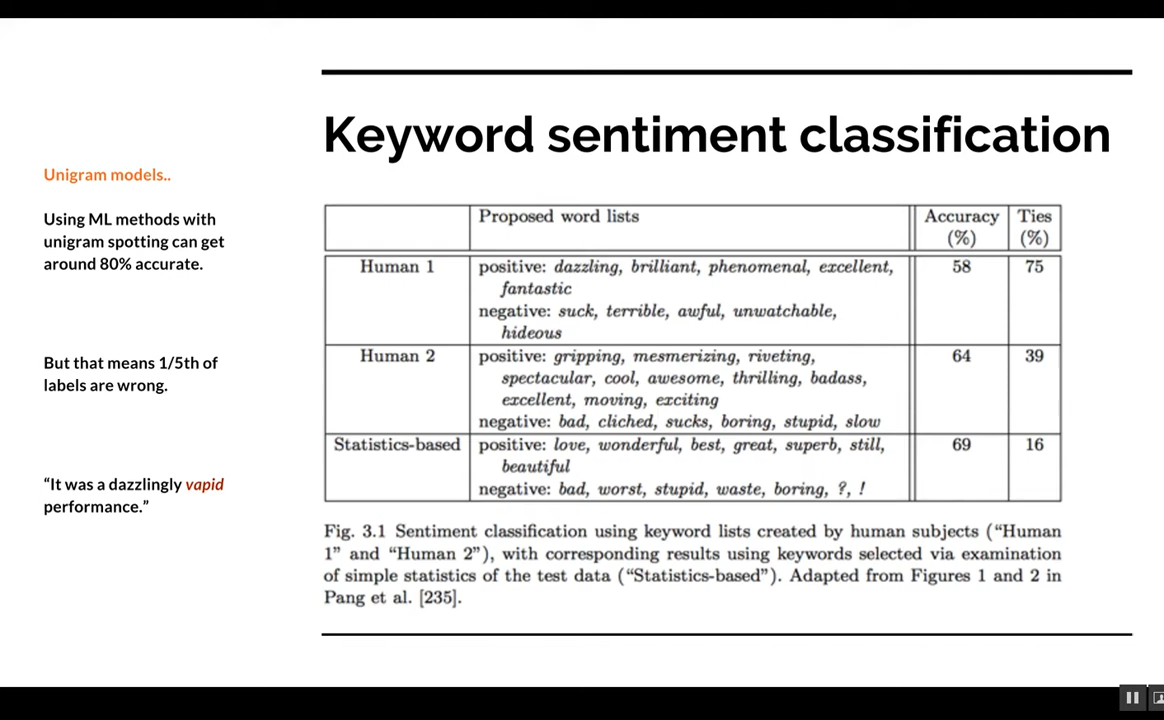 Keyword sentiment classification
Unigram models..
Using ML methods with
unigram spotting can get
around 80% accurate.
But that means 1/5th of
labels are wrong.
“It was a dazzlingly vapid
performance.”
Proposed word lists Accuracy Ties
(%) (%)
Human 1 positive: dazzling, brilliant, phenomenal, excellent, 58 75
fantastic
negative: suck, terrible, awful, unwatchable,
hideous
Human 2 positive: gripping, mesmerizing, riveting, 64 39
spectacular, cool, awesome, thrilling, badass,
excellent, moving, exciting
negative: bad, cliched, sucks, boring, stupid, slow
Statistics-based positive: love, wonderful, best, great, superb, still, 69 16
beautiful
negative: bad, worst, stupid, waste, boring, ?, !
Fig. 3.1 Sentiment classification using keyword lists created by human subjects (“Human
1” and “Human 2”), with corresponding results using keywords selected via examination
of simple statistics of the test data (“Statistics-based”). Adapted from Figures 1 and 2 in
Pang et al. [235].